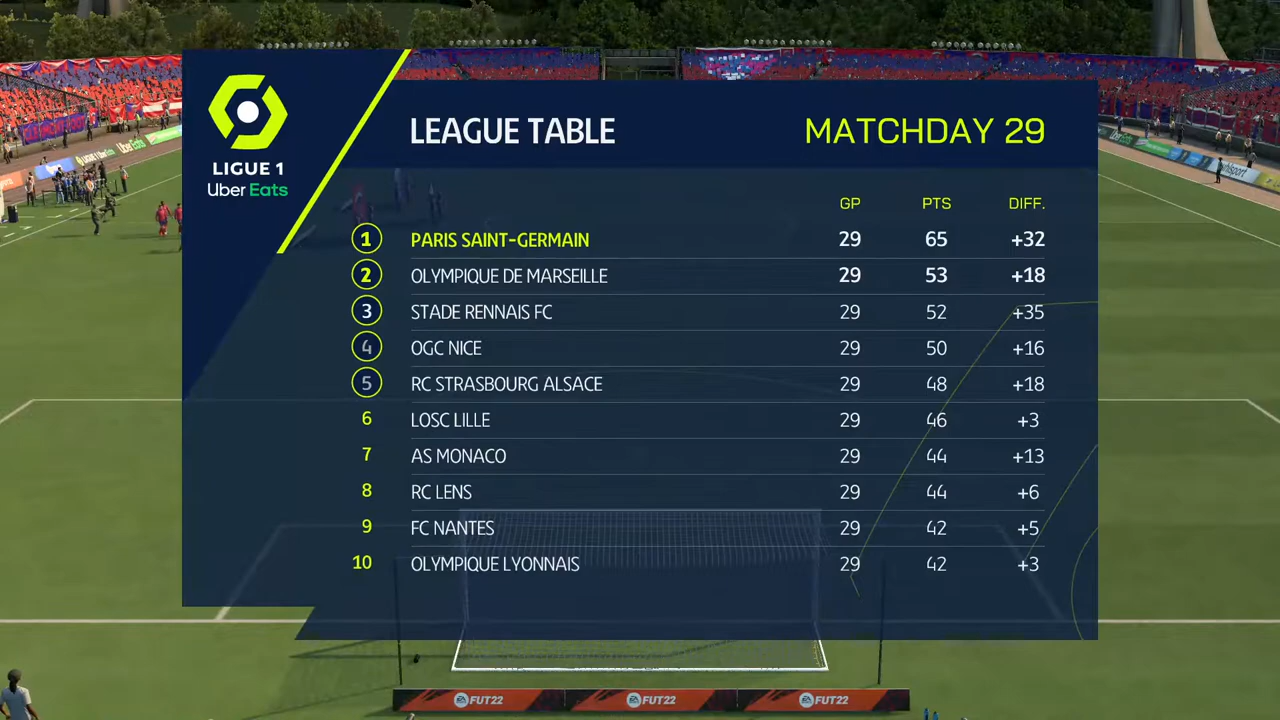 LIGUE 1
Uber Eats
LEAGUE TABLE
MATCHDAY 29
GP PTS DIFF.
1 PARIS SAINT-GERMAIN 29 65 +32
2 OLYMPIQUE DE MARSEILLE 29 53 +18
3 STADE RENNAIS FC 29 52 +35
4 OGC NICE 29 50 +16
5 RC STRASBOURG ALSACE 29 48 +18
6 LOSC LILLE 29 46 +3
7 AS MONACO 29 44 +13
8 RC LENS 29 44 +6
9 FC NANTES 29 42 +5
10 OLYMPIQUE LYONNAIS 29 42 +3
EA FUT22 EA FUT22 EA FUT22